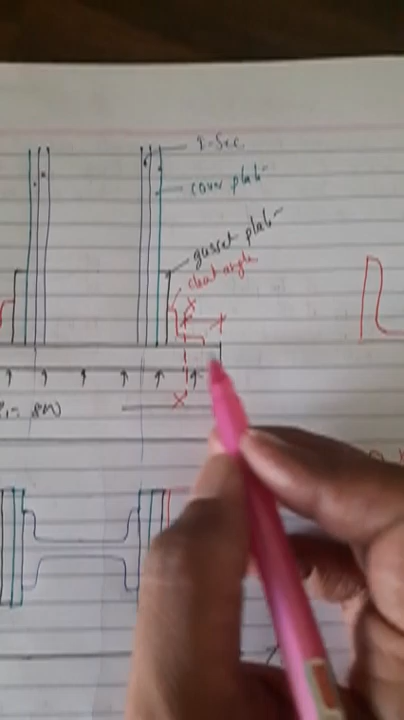 I-Sec.
cover plate
gusset plate
cleat angle
x
x
x